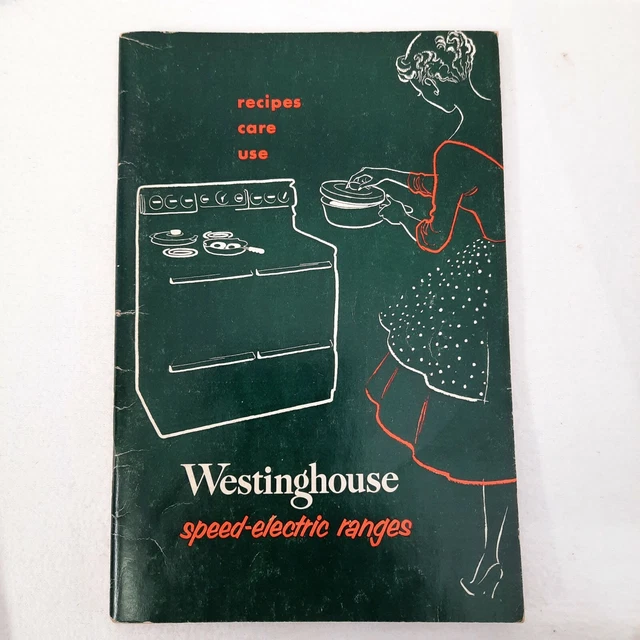 recipes
care
use
Westinghouse
speed-electric ranges